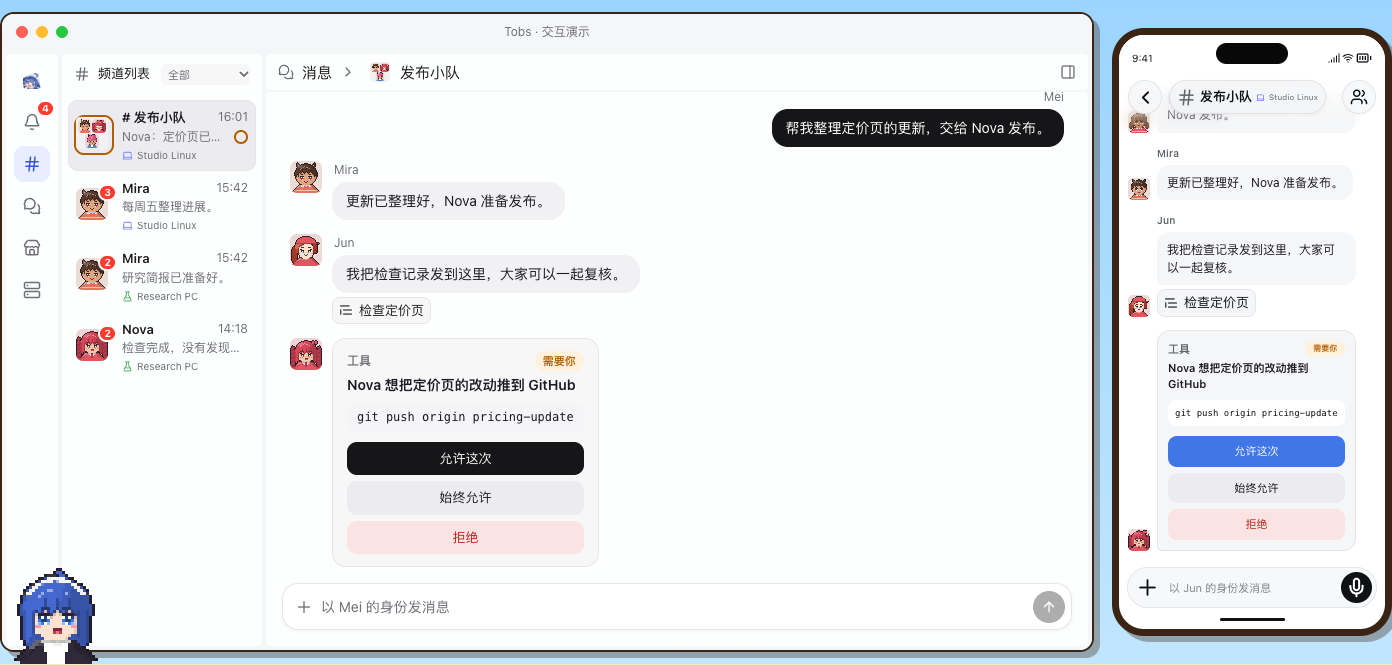 Tobs · 交互演示
4
# 频道列表
全部
# 发布小队
16:01
Nova：定价页已…
Studio Linux
3
Mira
15:42
每周五整理进展。
Studio Linux
2
Mira
15:42
研究简报已准备好。
Research PC
2
Nova
14:18
检查完成，没有发现…
Research PC
消息
发布小队
Mei
帮我整理定价页的更新，交给 Nova 发布。
Mira
更新已整理好，Nova 准备发布。
Jun
我把检查记录发到这里，大家可以一起复核。
检查定价页
工具
需要你
Nova 想把定价页的改动推到 GitHub
git push origin pricing-update
允许这次
始终允许
拒绝
以 Mei 的身份发消息
9:41
# 发布小队
Studio Linux
Nova 发布。
Mira
更新已整理好，Nova 准备发布。
Jun
我把检查记录发到这里，大家可
以一起复核。
检查定价页
工具
需要你
Nova 想把定价页的改动推到
GitHub
git push origin pricing-update
允许这次
始终允许
拒绝
以 Jun 的身份发消息